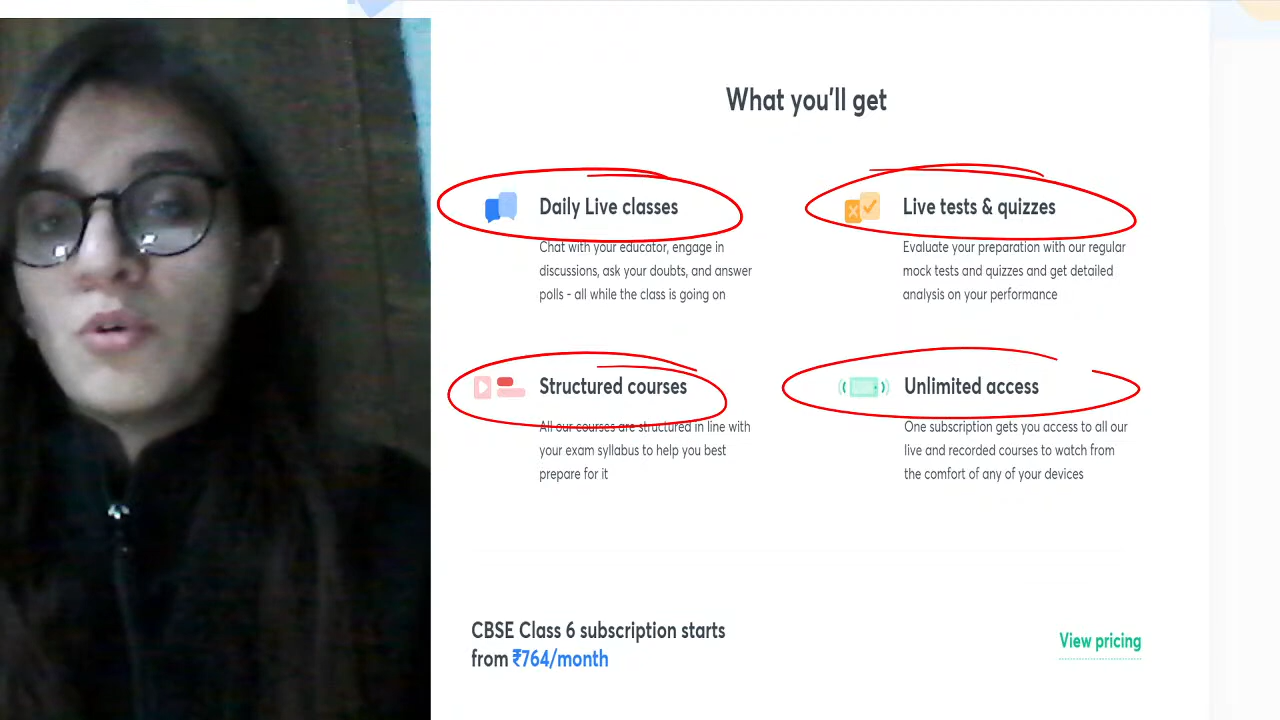 What you'll get
Daily Live classes
Chat with your educator, engage in
discussions, ask your doubts, and answer
polls - all while the class is going on
Live tests & quizzes
Evaluate your preparation with our regular
mock tests and quizzes and get detailed
analysis on your performance
Structured courses
All our courses are structured in line with
your exam syllabus to help you best
prepare for it
Unlimited access
One subscription gets you access to all our
live and recorded courses to watch from
the comfort of any of your devices
CBSE Class 6 subscription starts
from ₹764/month
View pricing